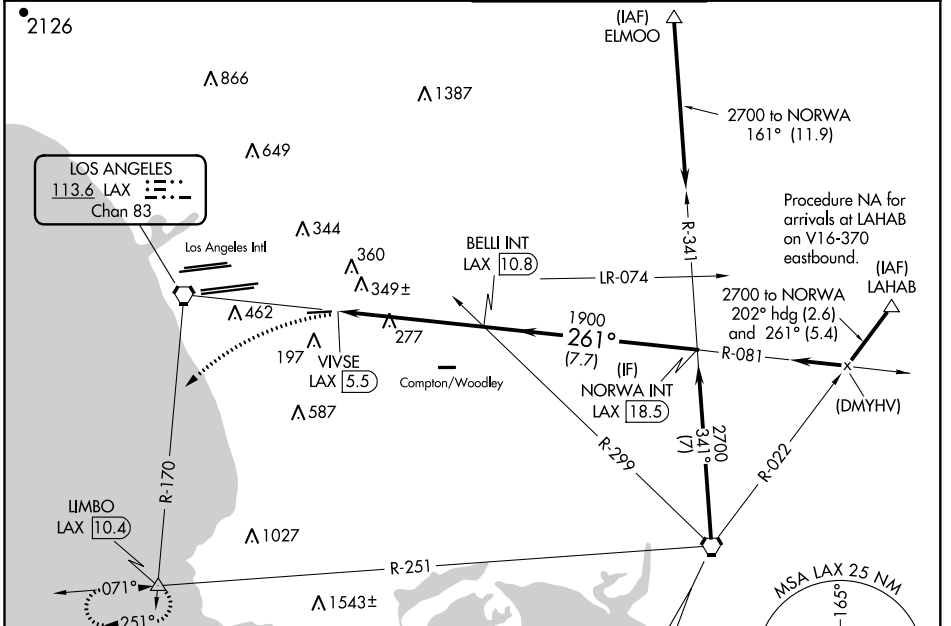 2126
(IAF)
ELMOO
866
1387
2700 to NORWA
161° (11.9)
649
LOS ANGELES
113.6 LAX
Chan 83
Procedure NA for
arrivals at LAHAB
on V16-370
eastbound.
R-341
344
BELLI INT
LAX 10.8
Los Angeles Intl
360
LR-074
(IAF)
LAHAB
349±
2700 to NORWA
202° hdg (2.6)
and 261° (5.4)
462
1900
261°
(7.7)
277
197
VIVSE
LAX 5.5
Compton/Woodley
(IF)
NORWA INT
LAX 18.5
R-081
(DMYHV)
587
2700
341°
(7)
R-299
R-022
R-170
LIMBO
LAX 10.4
1027
R-251
071°
251°
1543±
MSA LAX 25 NM
165°